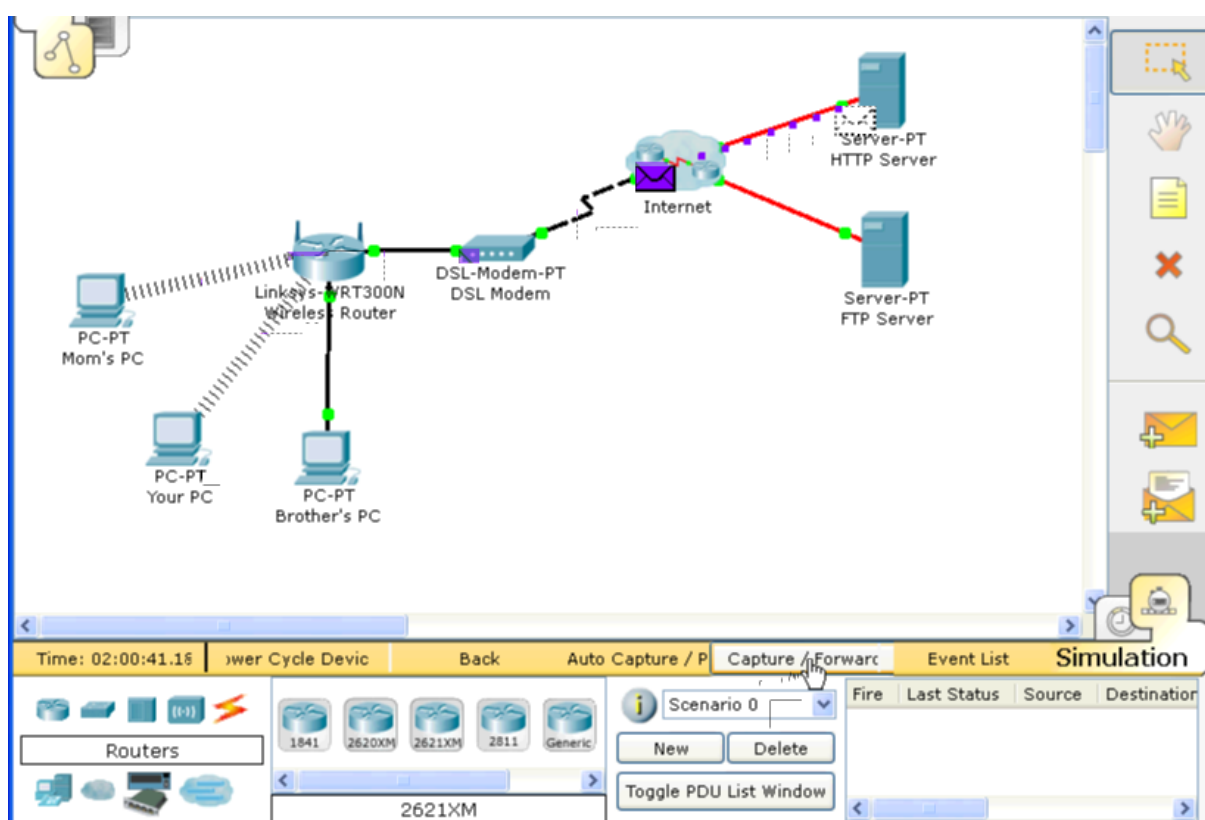 Server-PT
HTTP Server
Internet
DSL-Modem-PT
DSL Modem
Linksys-WRT300N
Wireless Router
Server-PT
FTP Server
PC-PT
Mom's PC
PC-PT
Your PC
PC-PT
Brother's PC
Time: 02:00:41.18
ower Cycle Devic
Back
Auto Capture / P
Capture / Forward
Event List
Simulation
Routers
1841
2620XM
2621XM
2811
Generic
2621XM
i
Scenario 0
New
Delete
Toggle PDU List Window
Fire
Last Status
Source
Destination